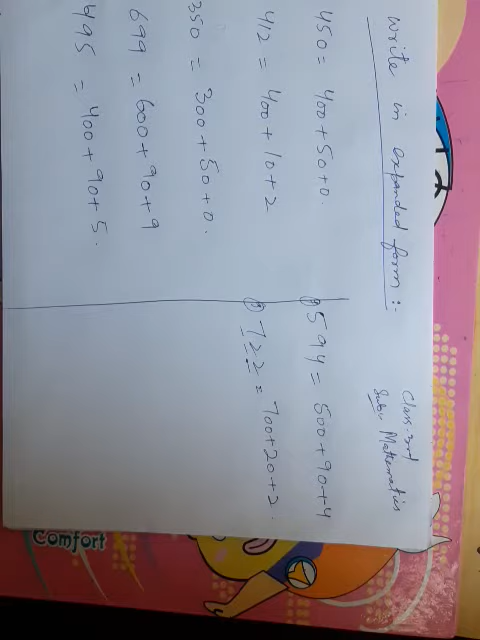 Class-3rd
Sub:- Mathematics
Write in expanded form:-
450 = 400+50+0.
412 = 400+10+2
350 = 300+50+0.
699 = 600+90+9
495 = 400+90+5.
594 = 500+90+4
722 = 700+20+2.
Comfort